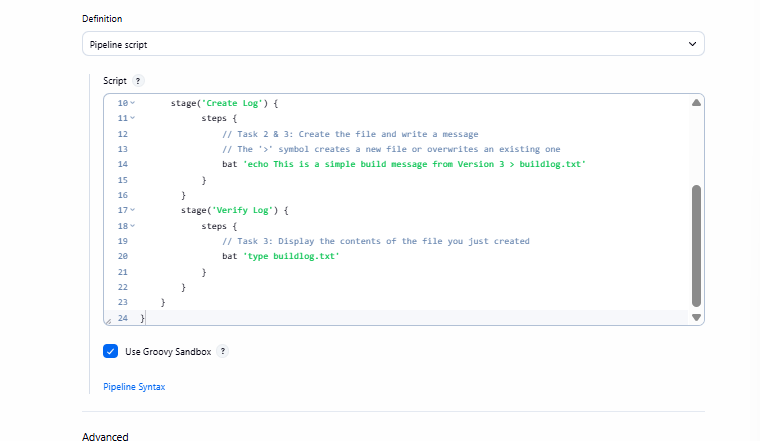 Definition
Pipeline script
Script ?
10 stage('Create Log') {
11 steps {
12 // Task 2 & 3: Create the file and write a message
13 // The '>' symbol creates a new file or overwrites an existing one
14 bat 'echo This is a simple build message from Version 3 > buildlog.txt'
15 }
16 }
17 stage('Verify Log') {
18 steps {
19 // Task 3: Display the contents of the file you just created
20 bat 'type buildlog.txt'
21 }
22 }
23 }
24 }
Use Groovy Sandbox ?
Pipeline Syntax
Advanced